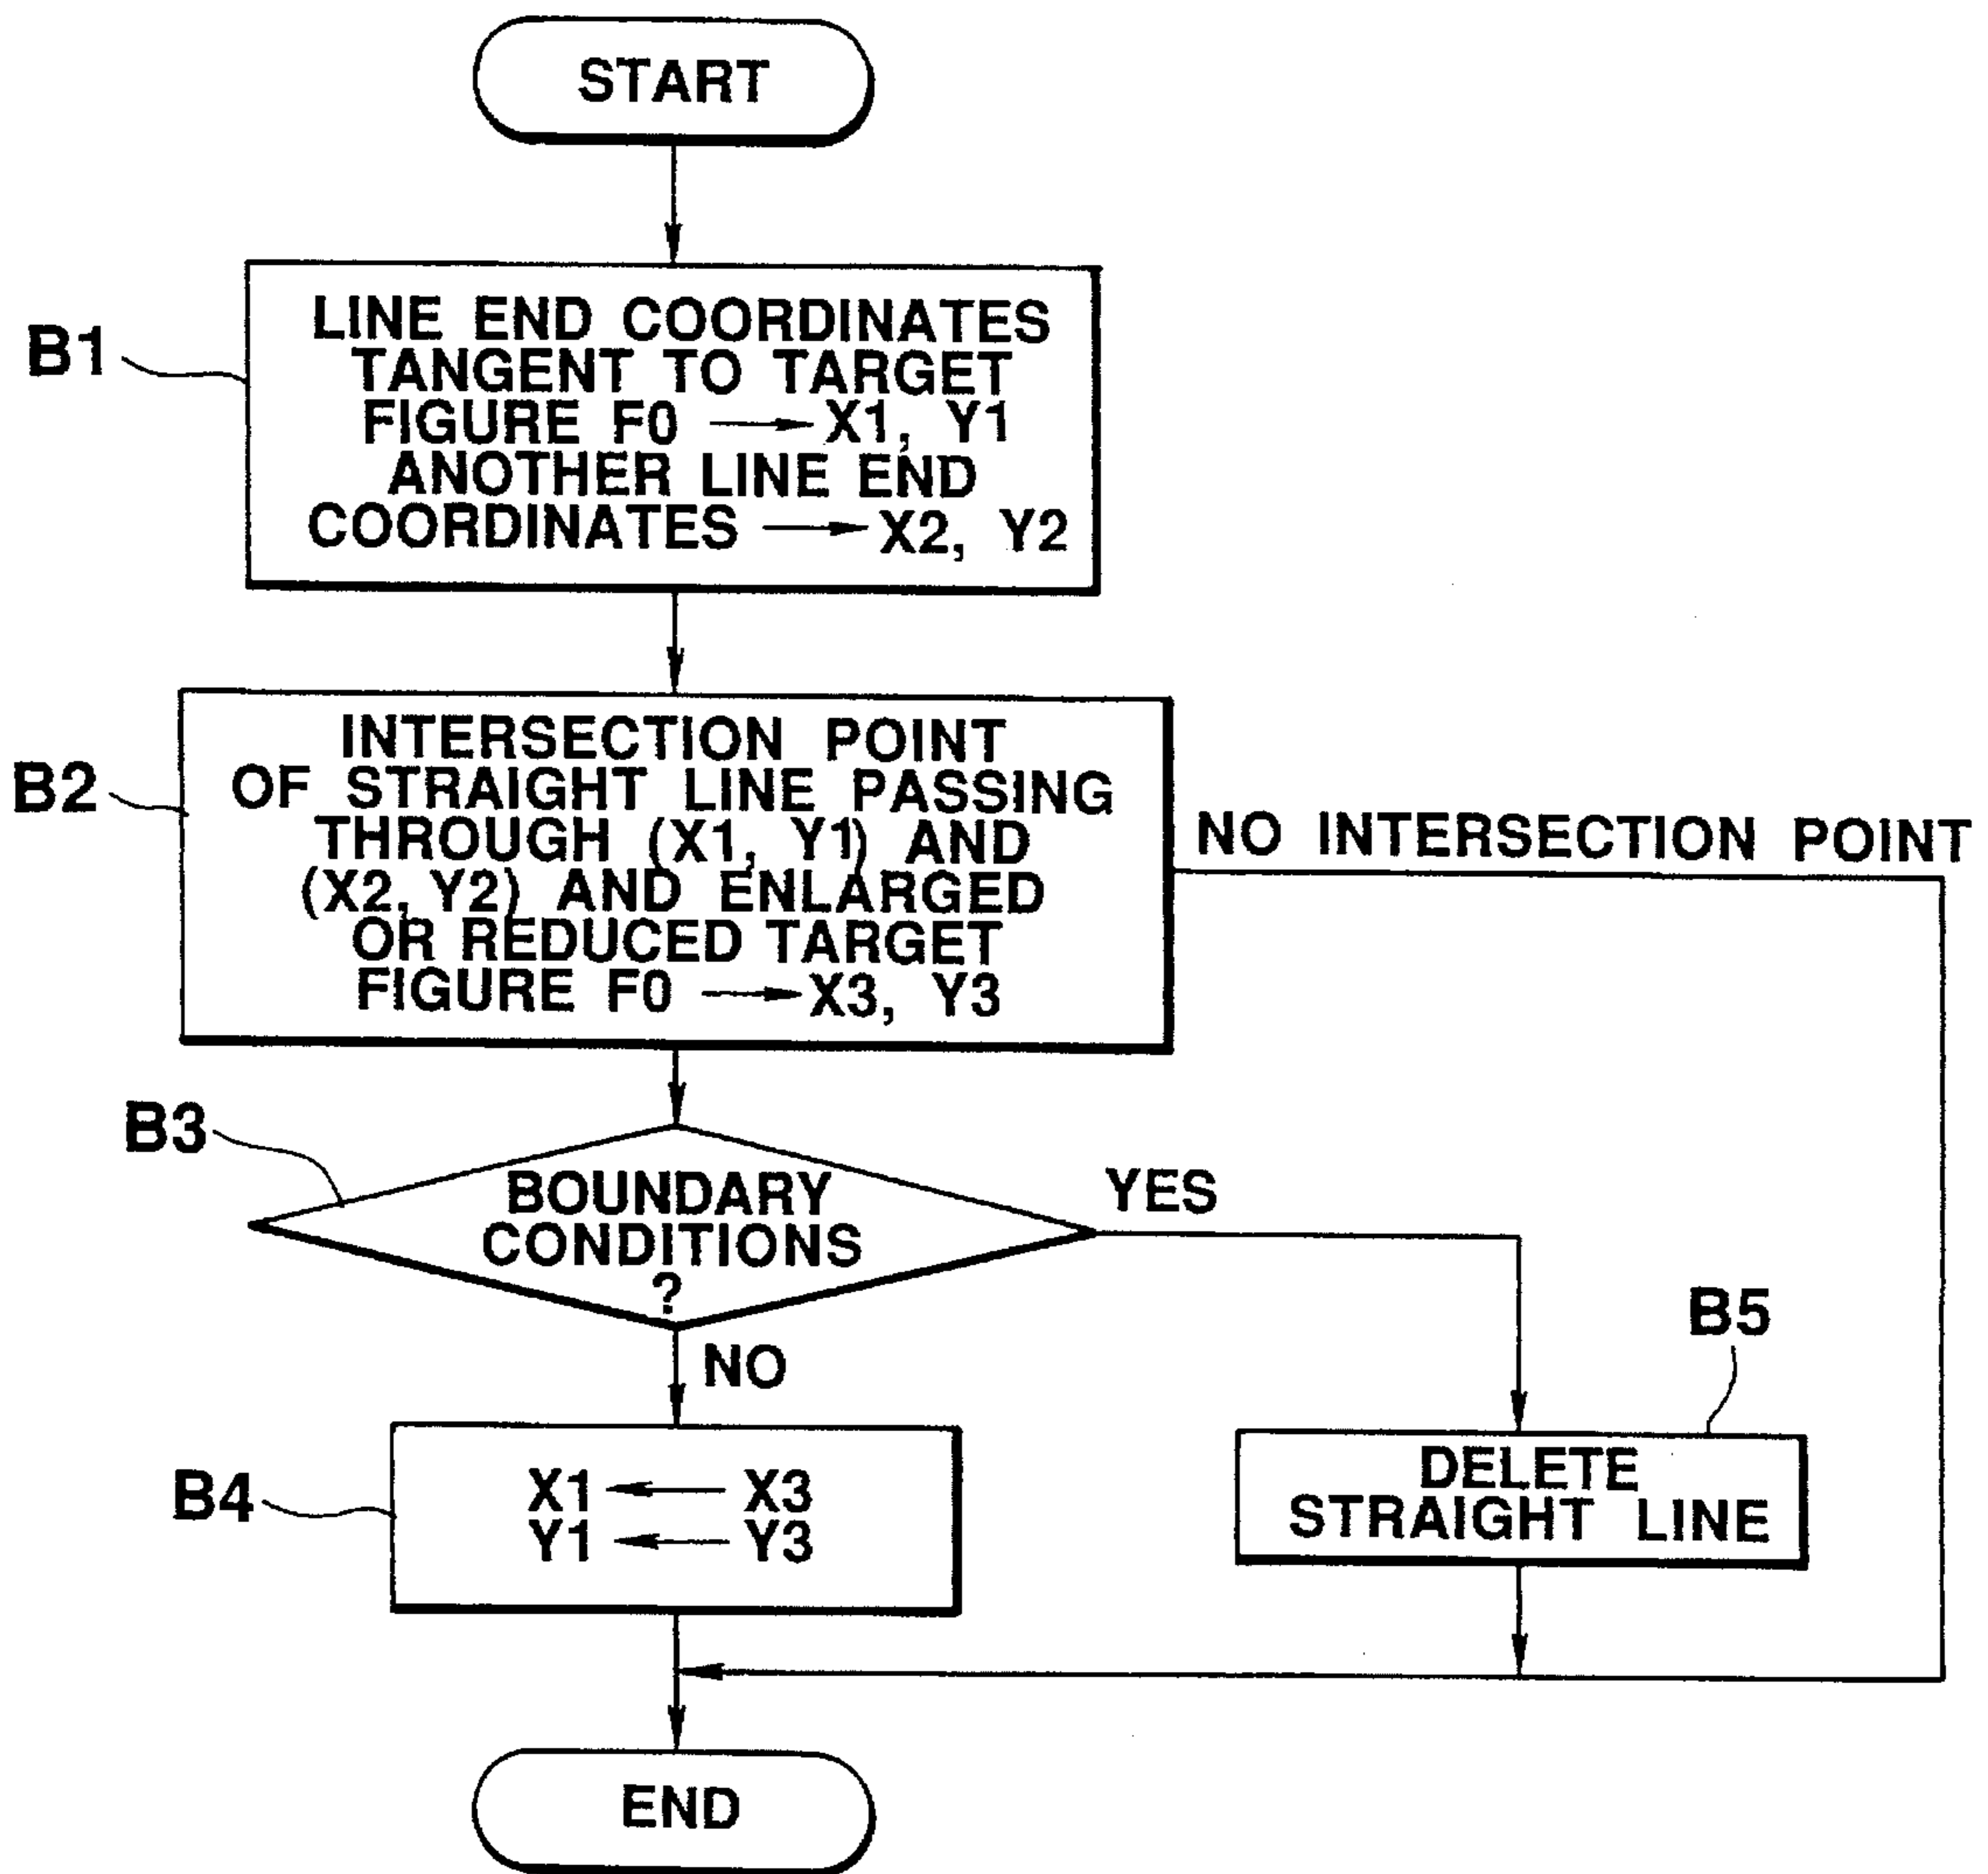 START
B1
LINE END COORDINATES
TANGENT TO TARGET
FIGURE F0 → X1, Y1
ANOTHER LINE END
COORDINATES → X2, Y2
B2
INTERSECTION POINT
OF STRAIGHT LINE PASSING
THROUGH (X1, Y1) AND
(X2, Y2) AND ENLARGED
OR REDUCED TARGET
FIGURE F0 → X3, Y3
NO INTERSECTION POINT
B3
BOUNDARY
CONDITIONS
?
YES
NO
B4
X1 ← X3
Y1 ← Y3
B5
DELETE
STRAIGHT LINE
END